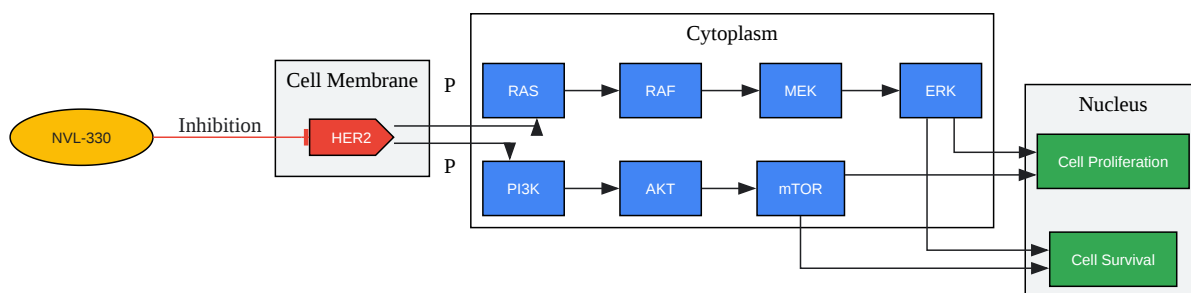 Cytoplasm
Cell Membrane
P
RAS
RAF
MEK
ERK
Nucleus
NVL-330
Inhibition
HER2
P
PI3K
AKT
mTOR
Cell Proliferation
Cell Survival